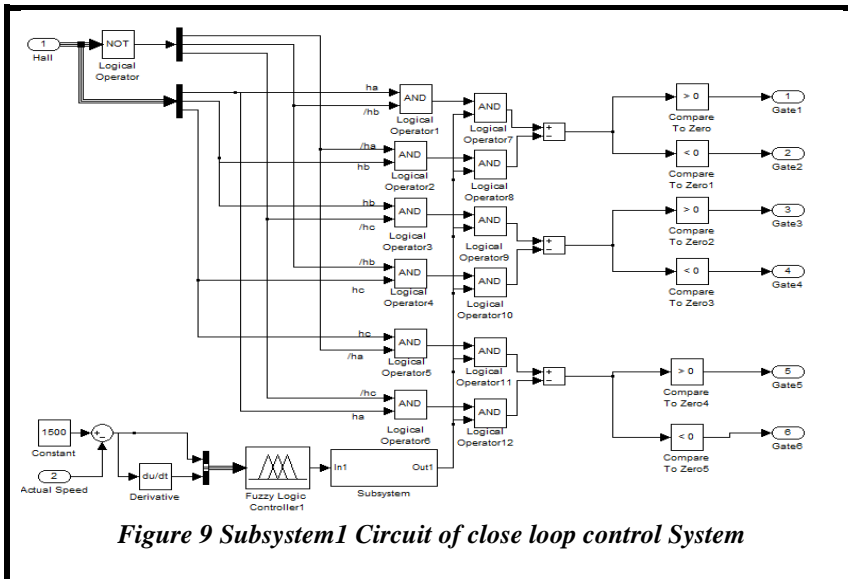 1
Hall
NOT
Logical
Operator
ha
/hb
AND
Logical
Operator1
AND
Logical
Operator7
+
−
> 0
Compare
To Zero
1
Gate1
/ha
hb
AND
Logical
Operator2
AND
Logical
Operator8
< 0
Compare
To Zero1
2
Gate2
hb
/hc
AND
Logical
Operator3
AND
Logical
Operator9
+
−
> 0
Compare
To Zero2
3
Gate3
/hb
hc
AND
Logical
Operator4
AND
Logical
Operator10
< 0
Compare
To Zero3
4
Gate4
hc
/ha
AND
Logical
Operator5
AND
Logical
Operator11
+
−
> 0
Compare
To Zero4
5
Gate5
/hc
ha
AND
Logical
Operator6
AND
Logical
Operator12
< 0
Compare
To Zero5
6
Gate6
1500
Constant
+
−
2
Actual Speed
du/dt
Derivative
Fuzzy Logic
Controller1
In1
Out1
Subsystem
Figure 9 Subsystem1 Circuit of close loop control System